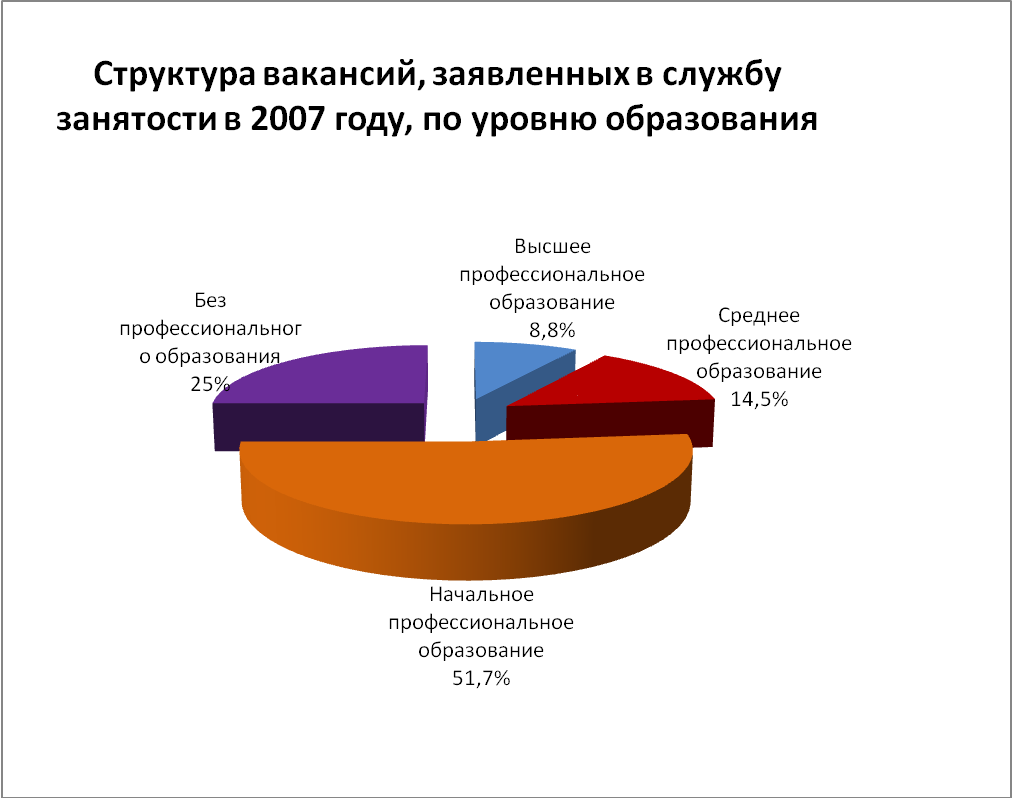 Структура вакансий, заявленных в службу
занятости в 2007 году, по уровню образования
Высшее
профессиональное
образование
8,8%
Среднее
профессиональное
образование
14,5%
Без
профессиональног
о образования
25%
Начальное
профессиональное
образование
51,7%